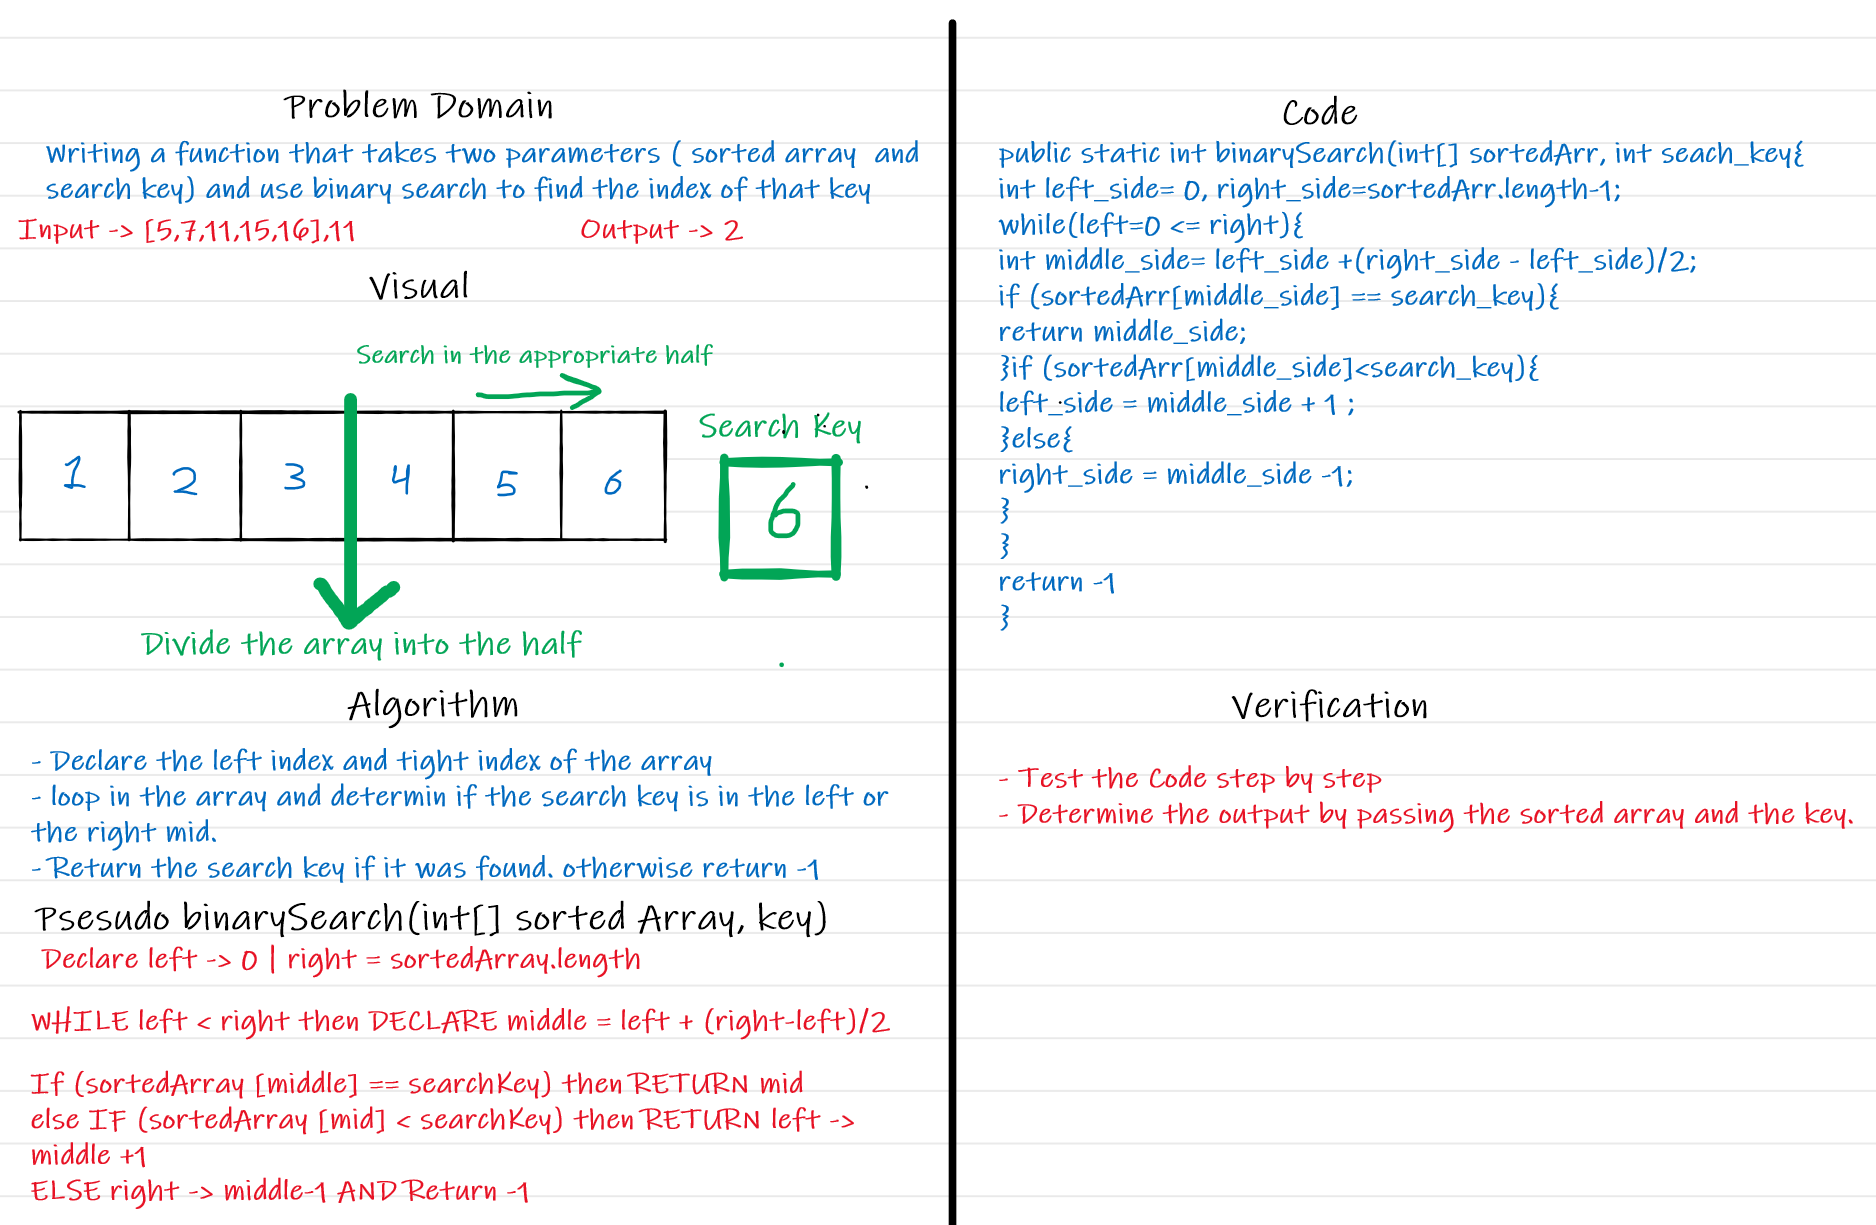 Problem Domain
Writing a function that takes two parameters ( sorted array and
search key) and use binary search to find the index of that key
Input -> [5,7,11,15,16],11 Output -> 2
Visual
Search in the appropriate half
1 2 3 4 5 6
Search Key
6
Divide the array into the half
Algorithm
- Declare the left index and tight index of the array
- loop in the array and determin if the search key is in the left or
the right mid.
- Return the search key if it was found. otherwise return -1
Psesudo binarySearch(int[] sorted Array, key)
Declare left -> 0 | right = sortedArray.length
WHILE left < right then DECLARE middle = left + (right-left)/2
If (sortedArray [middle] == searchKey) then RETURN mid
else IF (sortedArray [mid] < searchKey) then RETURN left ->
middle +1
ELSE right -> middle-1 AND Return -1
Code
public static int binarySearch(int[] sortedArr, int seach_key{
int left_side= 0, right_side=sortedArr.length-1;
while(left=0 <= right){
int middle_side= left_side +(right_side - left_side)/2;
if (sortedArr[middle_side] == search_key){
return middle_side;
}if (sortedArr[middle_side]<search_key){
left_side = middle_side + 1 ;
}else{
right_side = middle_side -1;
}
}
return -1
}
Verification
- Test the Code step by step
- Determine the output by passing the sorted array and the key.